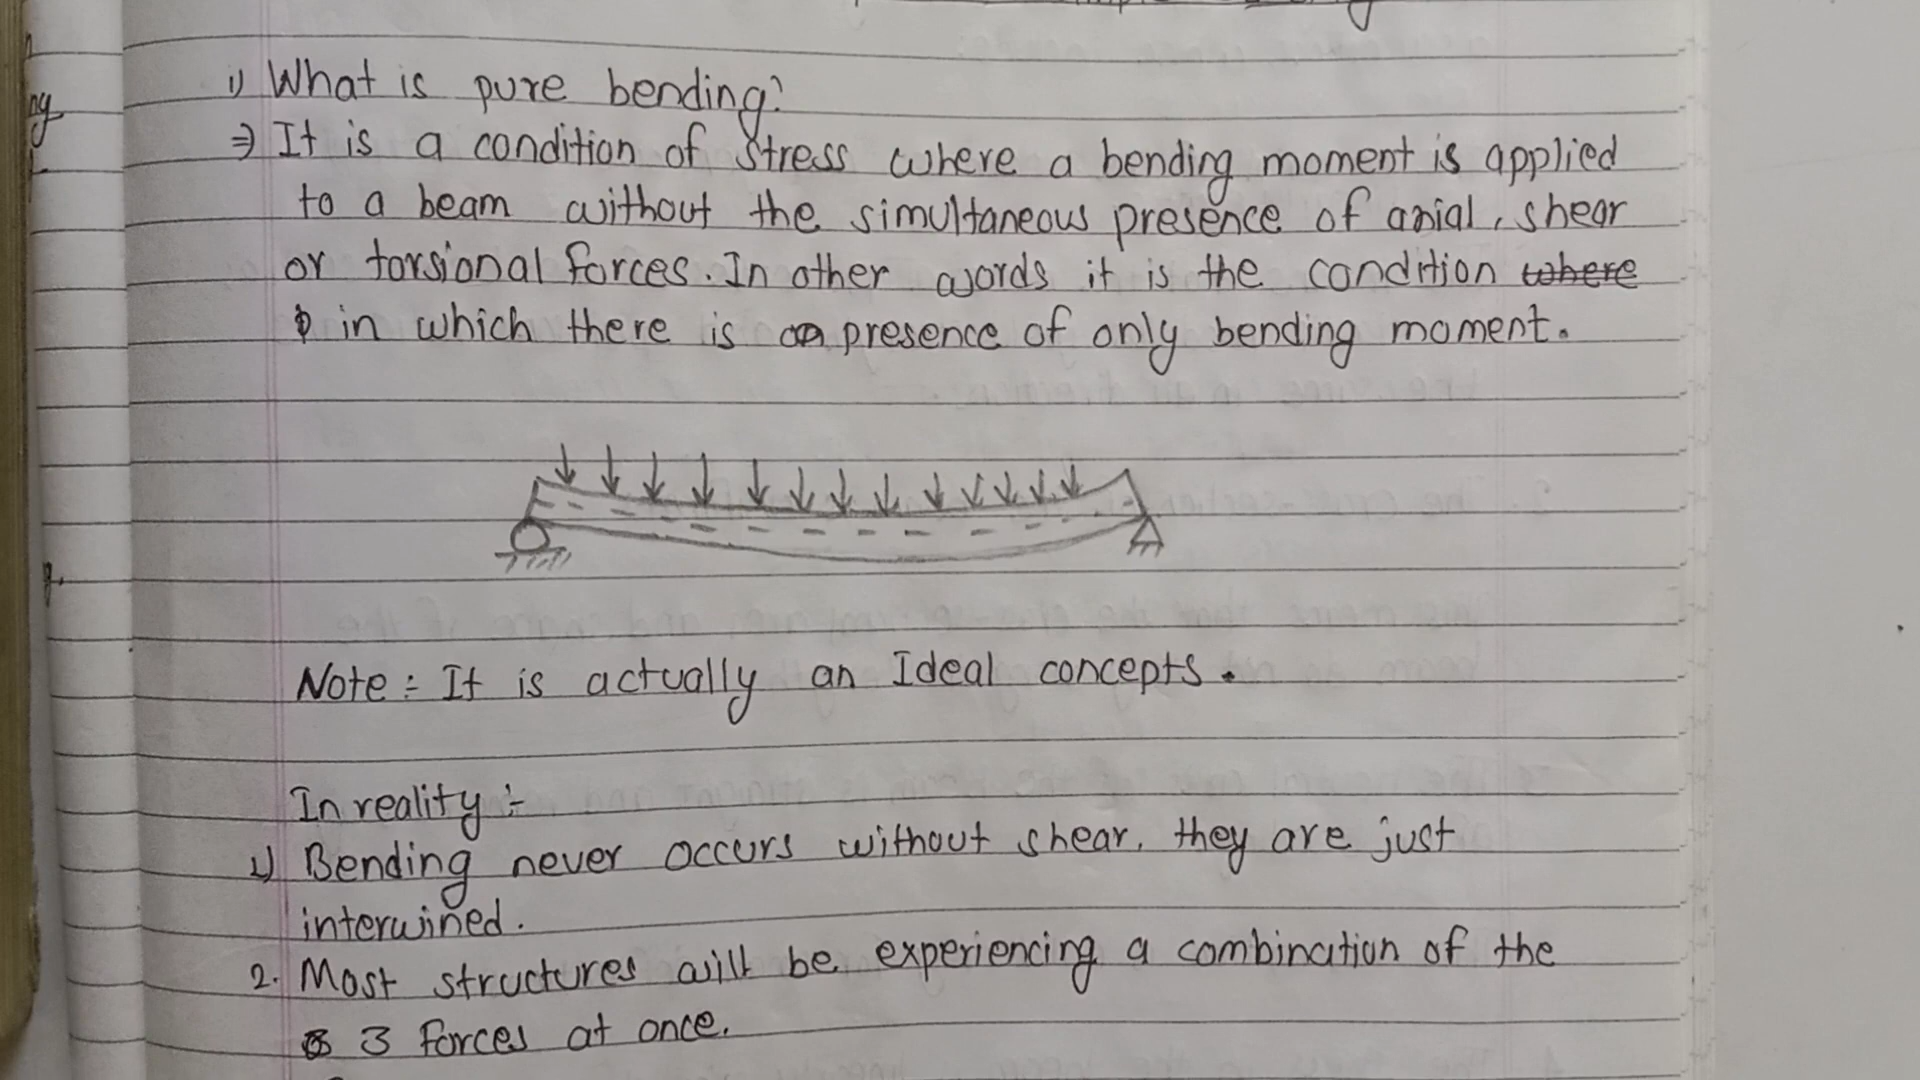 1) What is pure bending?
⇒ It is a condition of stress where a bending moment is applied
to a beam without the simultaneous presence of axial, shear
or torsional forces. In other words it is the condition where
in which there is presence of only bending moment.
Note :- It is actually an Ideal concepts.
In reality :-
1) Bending never occurs without shear, they are just
interwined.
2. Most structures will be experiencing a combination of the
3 forces at once.